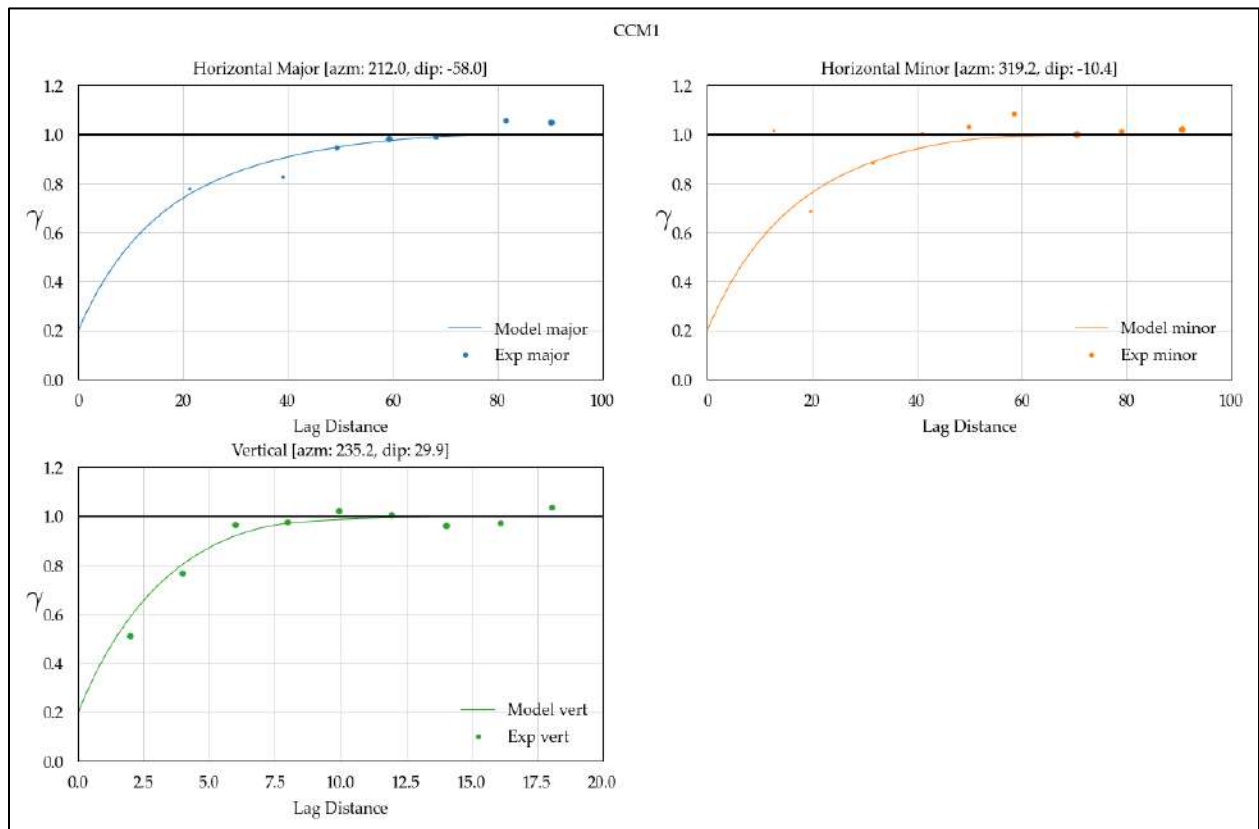 CCM1
Horizontal Major [azm: 212.0, dip: -58.0]
1.2
1.0
0.8
0.6
0.4
0.2
0.0
γ
Model major
Exp major
0 20 40 60 80 100
Lag Distance
Horizontal Minor [azm: 319.2, dip: -10.4]
1.2
1.0
0.8
0.6
0.4
0.2
0.0
γ
Model minor
Exp minor
0 20 40 60 80 100
Lag Distance
Vertical [azm: 235.2, dip: 29.9]
1.2
1.0
0.8
0.6
0.4
0.2
0.0
γ
Model vert
Exp vert
0.0 2.5 5.0 7.5 10.0 12.5 15.0 17.5 20.0
Lag Distance